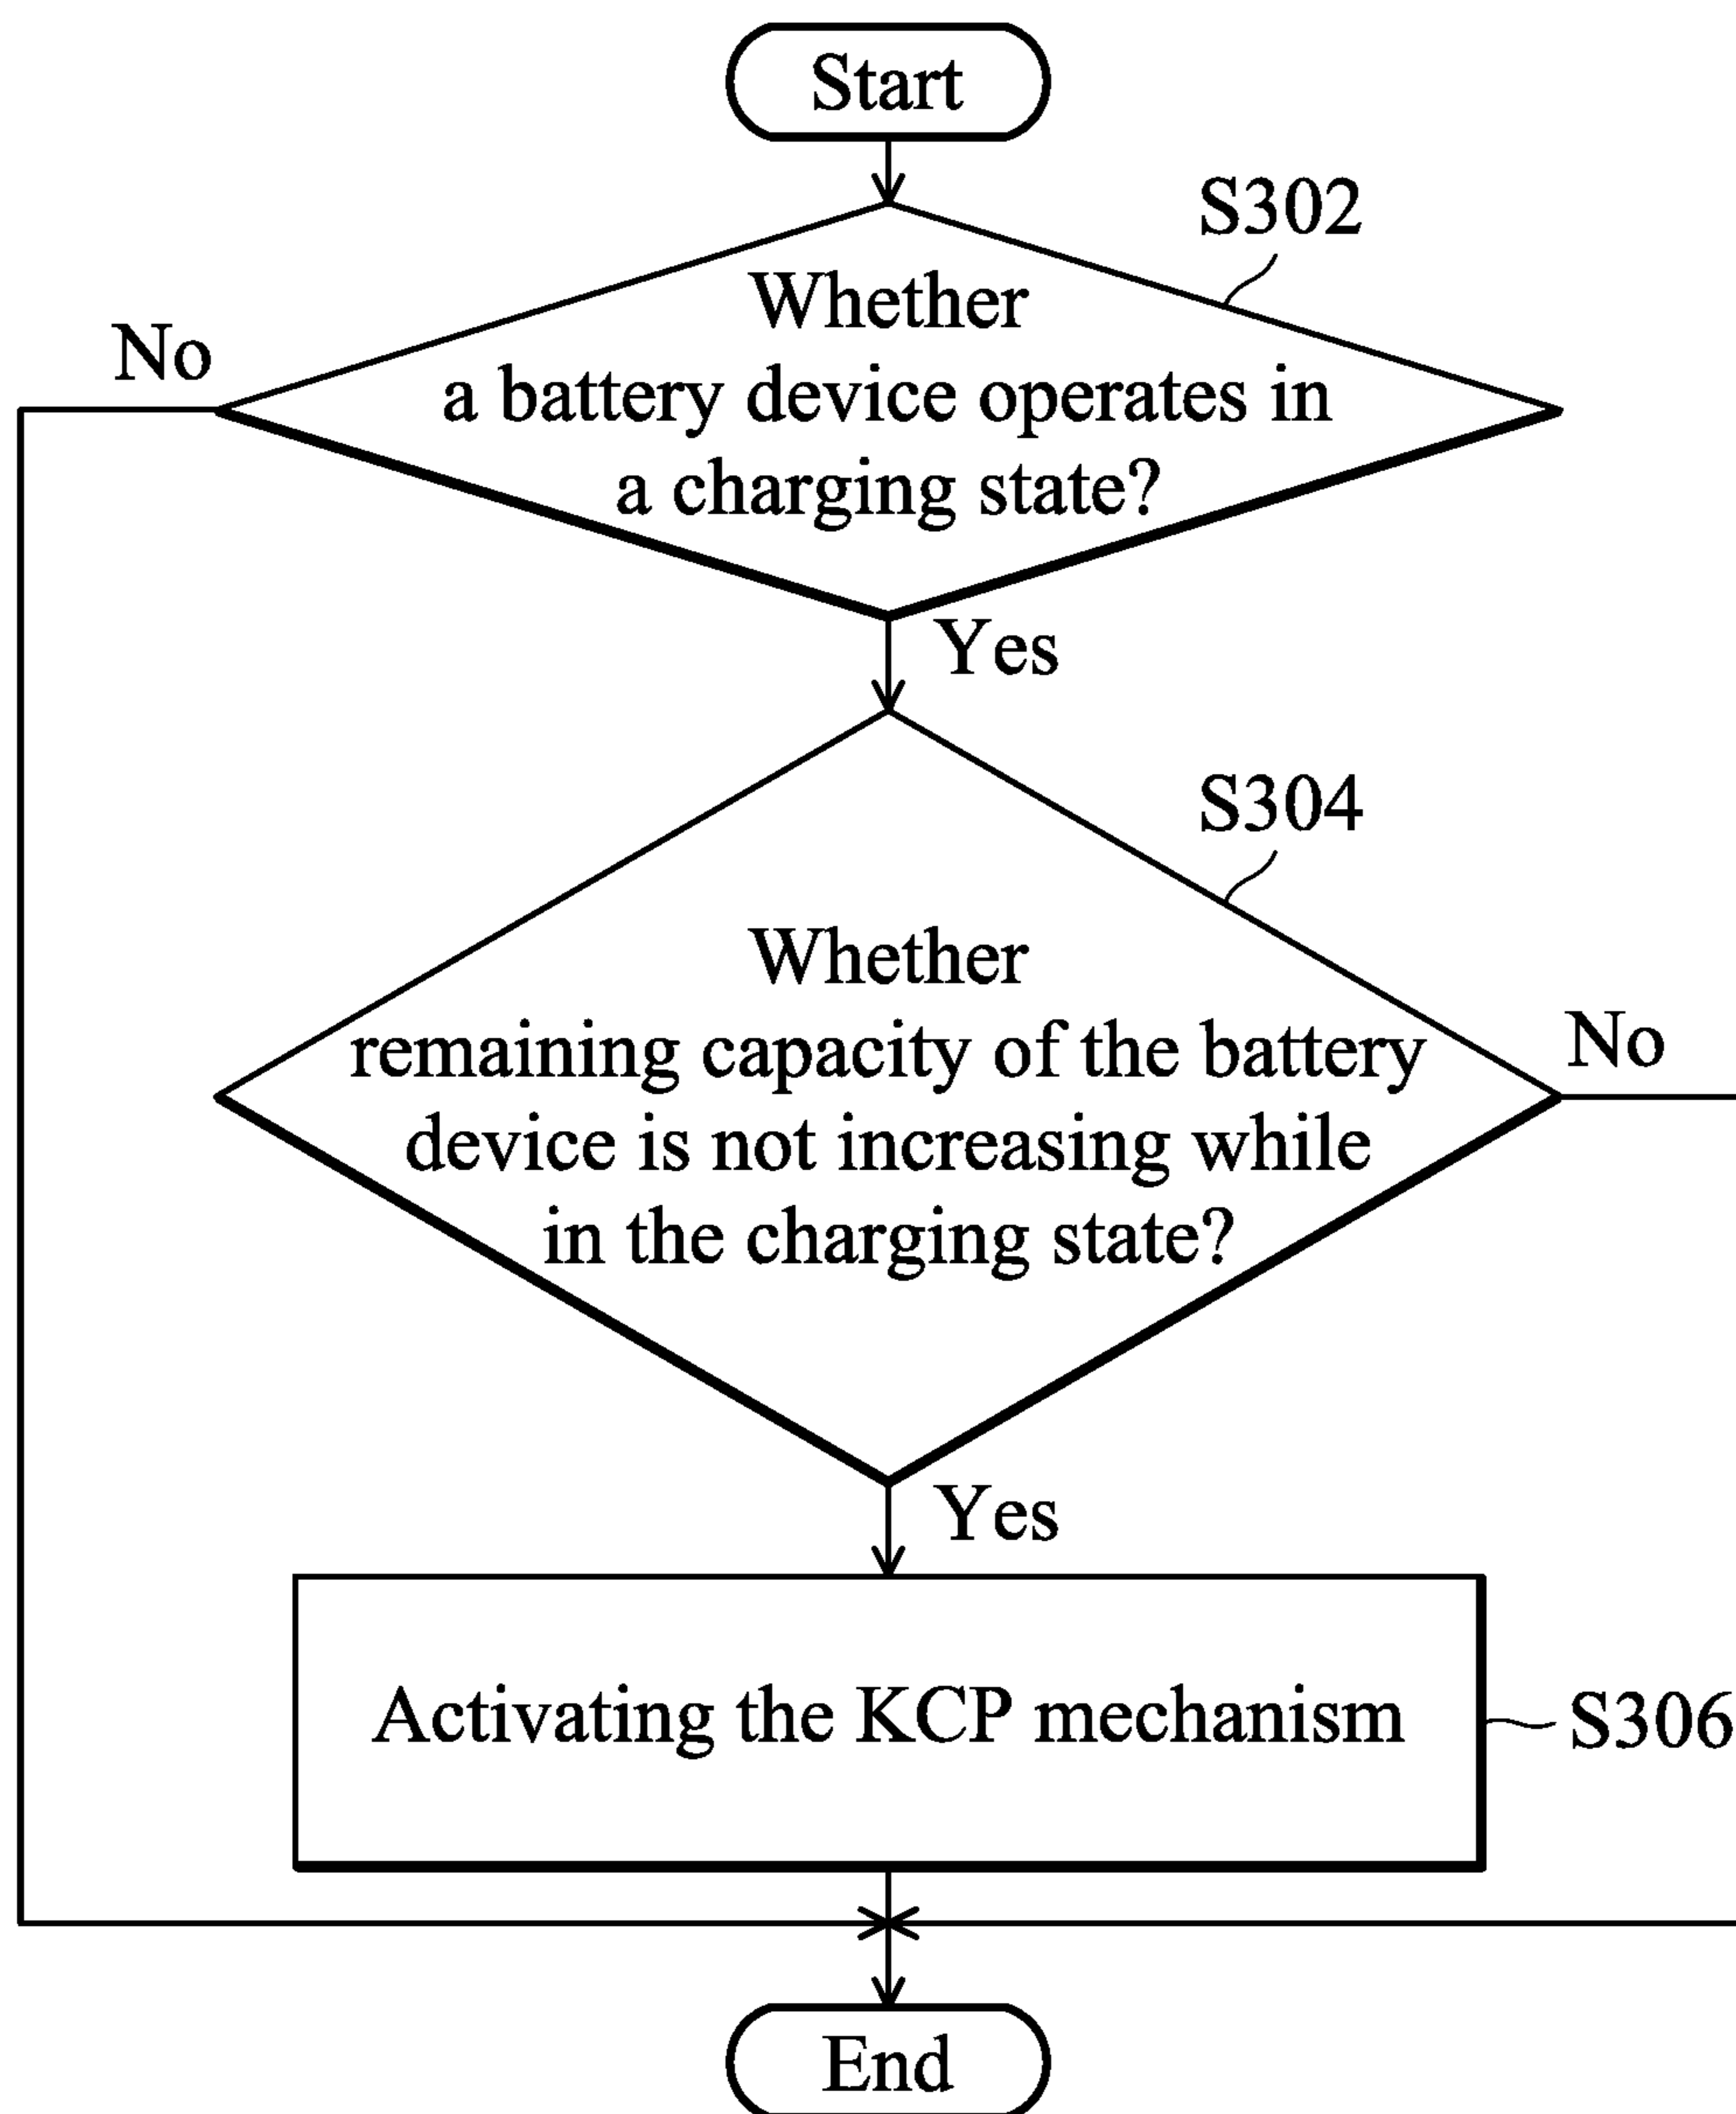 Start
S302
Whether
a battery device operates in
a charging state?
No
Yes
S304
Whether
remaining capacity of the battery
device is not increasing while
in the charging state?
No
Yes
Activating the KCP mechanism
S306
End